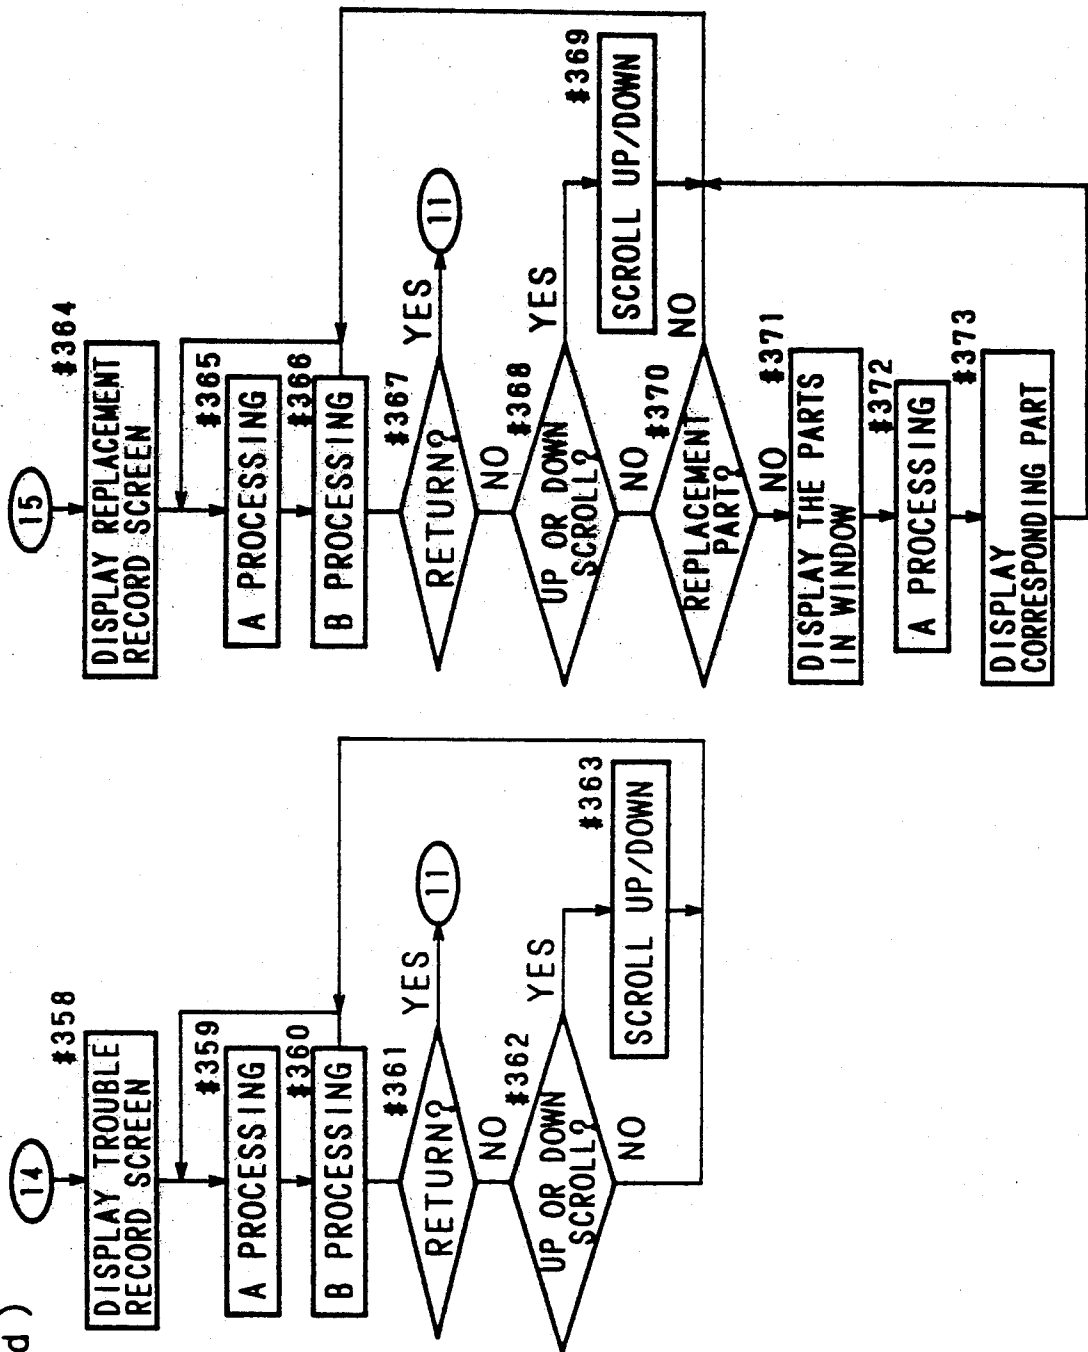 d )
14
#358
DISPLAY TROUBLE
RECORD SCREEN
#359
A PROCESSING
#360
B PROCESSING
#361
RETURN?
YES
11
NO
#362
UP OR DOWN
SCROLL?
YES
#363
SCROLL UP/DOWN
NO
15
#364
DISPLAY REPLACEMENT
RECORD SCREEN
#365
A PROCESSING
#366
B PROCESSING
#367
RETURN?
YES
11
NO
#368
UP OR DOWN
SCROLL?
YES
#369
SCROLL UP/DOWN
NO
#370
REPLACEMENT
PART?
NO
NO
#371
DISPLAY THE PARTS
IN WINDOW
#372
A PROCESSING
#373
DISPLAY
CORRESPONDING PART